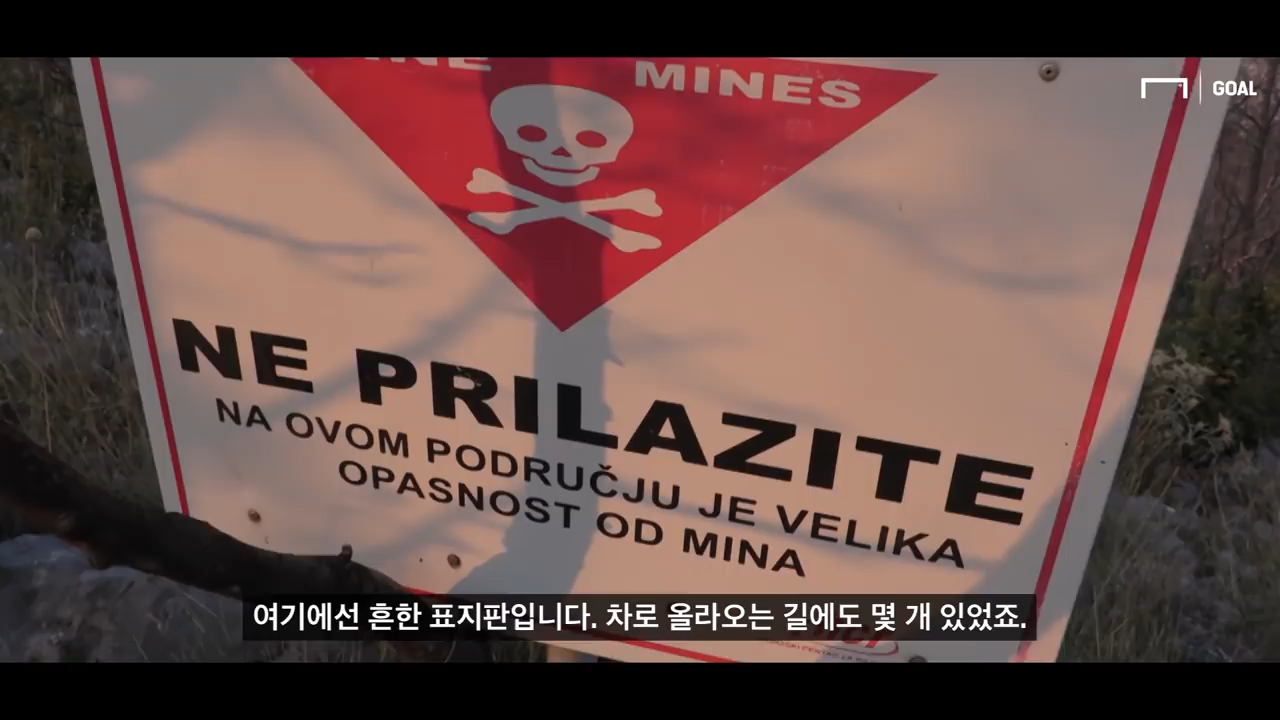 MINES
GOAL
NE PRILAZITE
NA OVOM PODRUČJU JE VELIKA
OPASNOST OD MINA
여기에선 흔한 표지판입니다. 차로 올라오는 길에도 몇 개 있었죠.